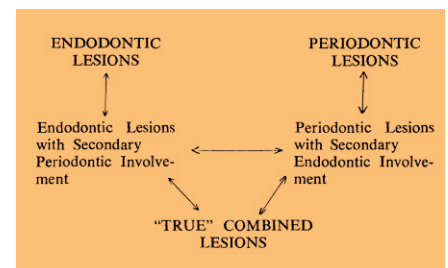 ENDODONTIC
LESIONS
PERIODONTIC
LESIONS
Endodontic Lesions
with Secondary
Periodontic Involve-
ment
Periodontic Lesions
with Secondary
Endodontic Involve-
ment
"TRUE" COMBINED
LESIONS